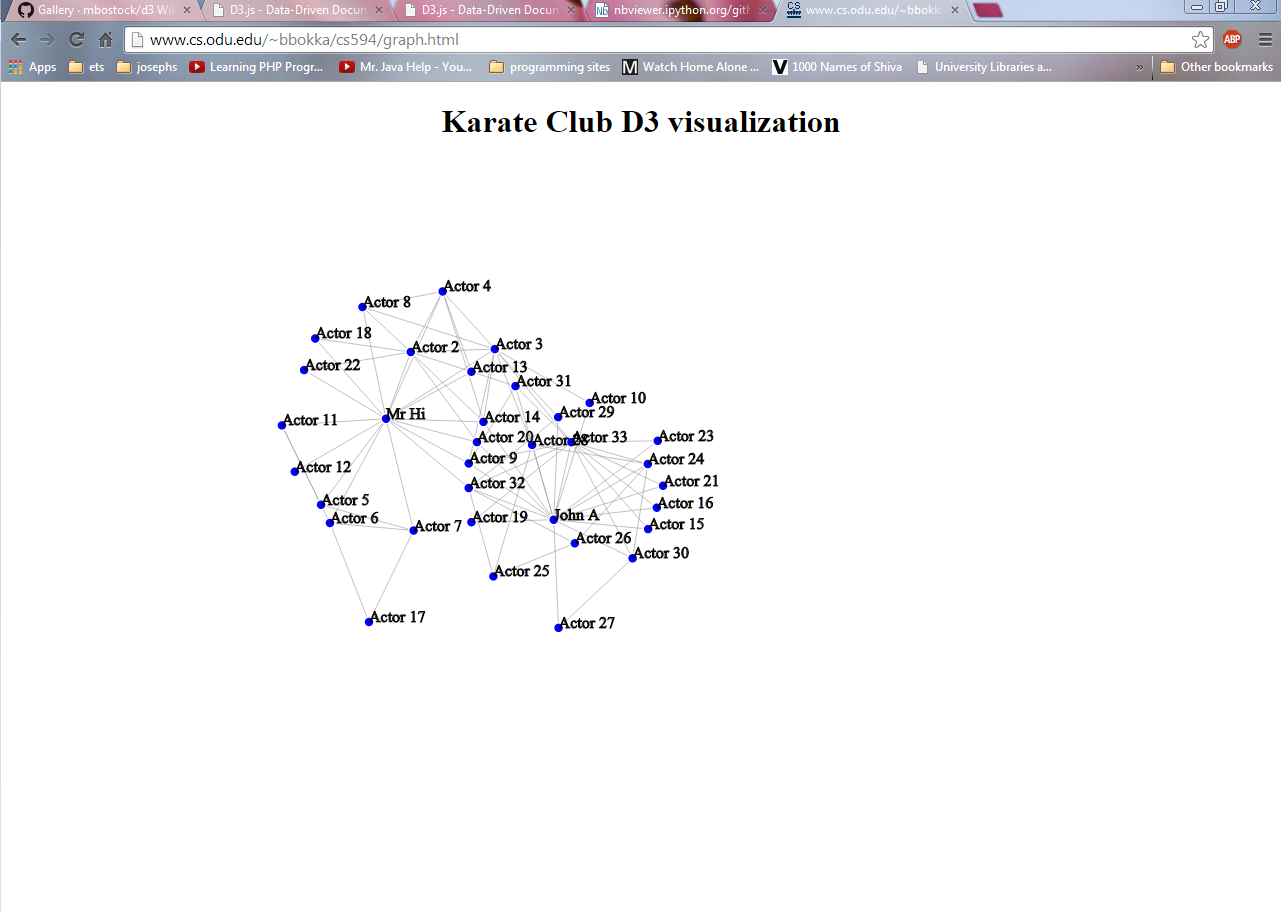 Gallery · mbostock/d3 Wik
D3.js - Data-Driven Docum
D3.js - Data-Driven Docum
nbviewer.ipython.org/gith
www.cs.odu.edu/~bbokka
www.cs.odu.edu/~bbokka/cs594/graph.html
ABP
Apps ets josephs Learning PHP Progr... Mr. Java Help - You... programming sites Watch Home Alone ... 1000 Names of Shiva University Libraries a... » Other bookmarks
Karate Club D3 visualization
Actor 4
Actor 8
Actor 18
Actor 3
Actor 2
Actor 22
Actor 13
Actor 31
Actor 10
Actor 29
Mr Hi
Actor 14
Actor 11
Actor 20
Actor 28
Actor 33
Actor 23
Actor 9
Actor 24
Actor 12
Actor 32
Actor 21
Actor 5
Actor 16
Actor 6
Actor 19
John A
Actor 7
Actor 15
Actor 26
Actor 30
Actor 25
Actor 17
Actor 27